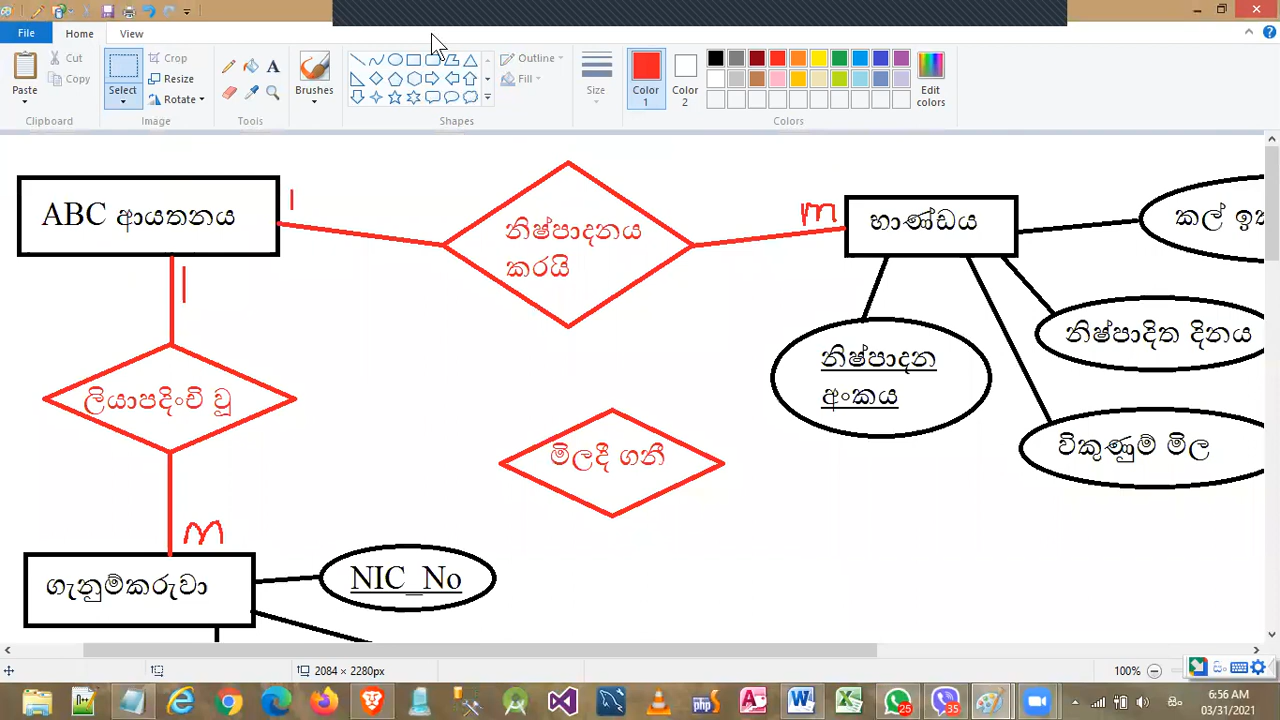 File
Home
View
Paste
Cut
Copy
Clipboard
Select
Crop
Resize
Rotate
Image
Tools
Brushes
Shapes
Outline
Fill
Size
Color
1
Color
2
Edit
colors
Colors
ABC ආයතනය
1
නිෂ්පාදනය
කරයි
m
භාණ්ඩය
නිෂ්පාදිත දිනය
නිෂ්පාදන
අංකය
විකුණුම් මිල
1
ලියාපදිංචි වූ
m
මිලදී ගනී
ගැනුම්කරුවා
NIC_No
2084 × 2280px
100%
සිං
25
35
සිං
6:56 AM
03/31/2021